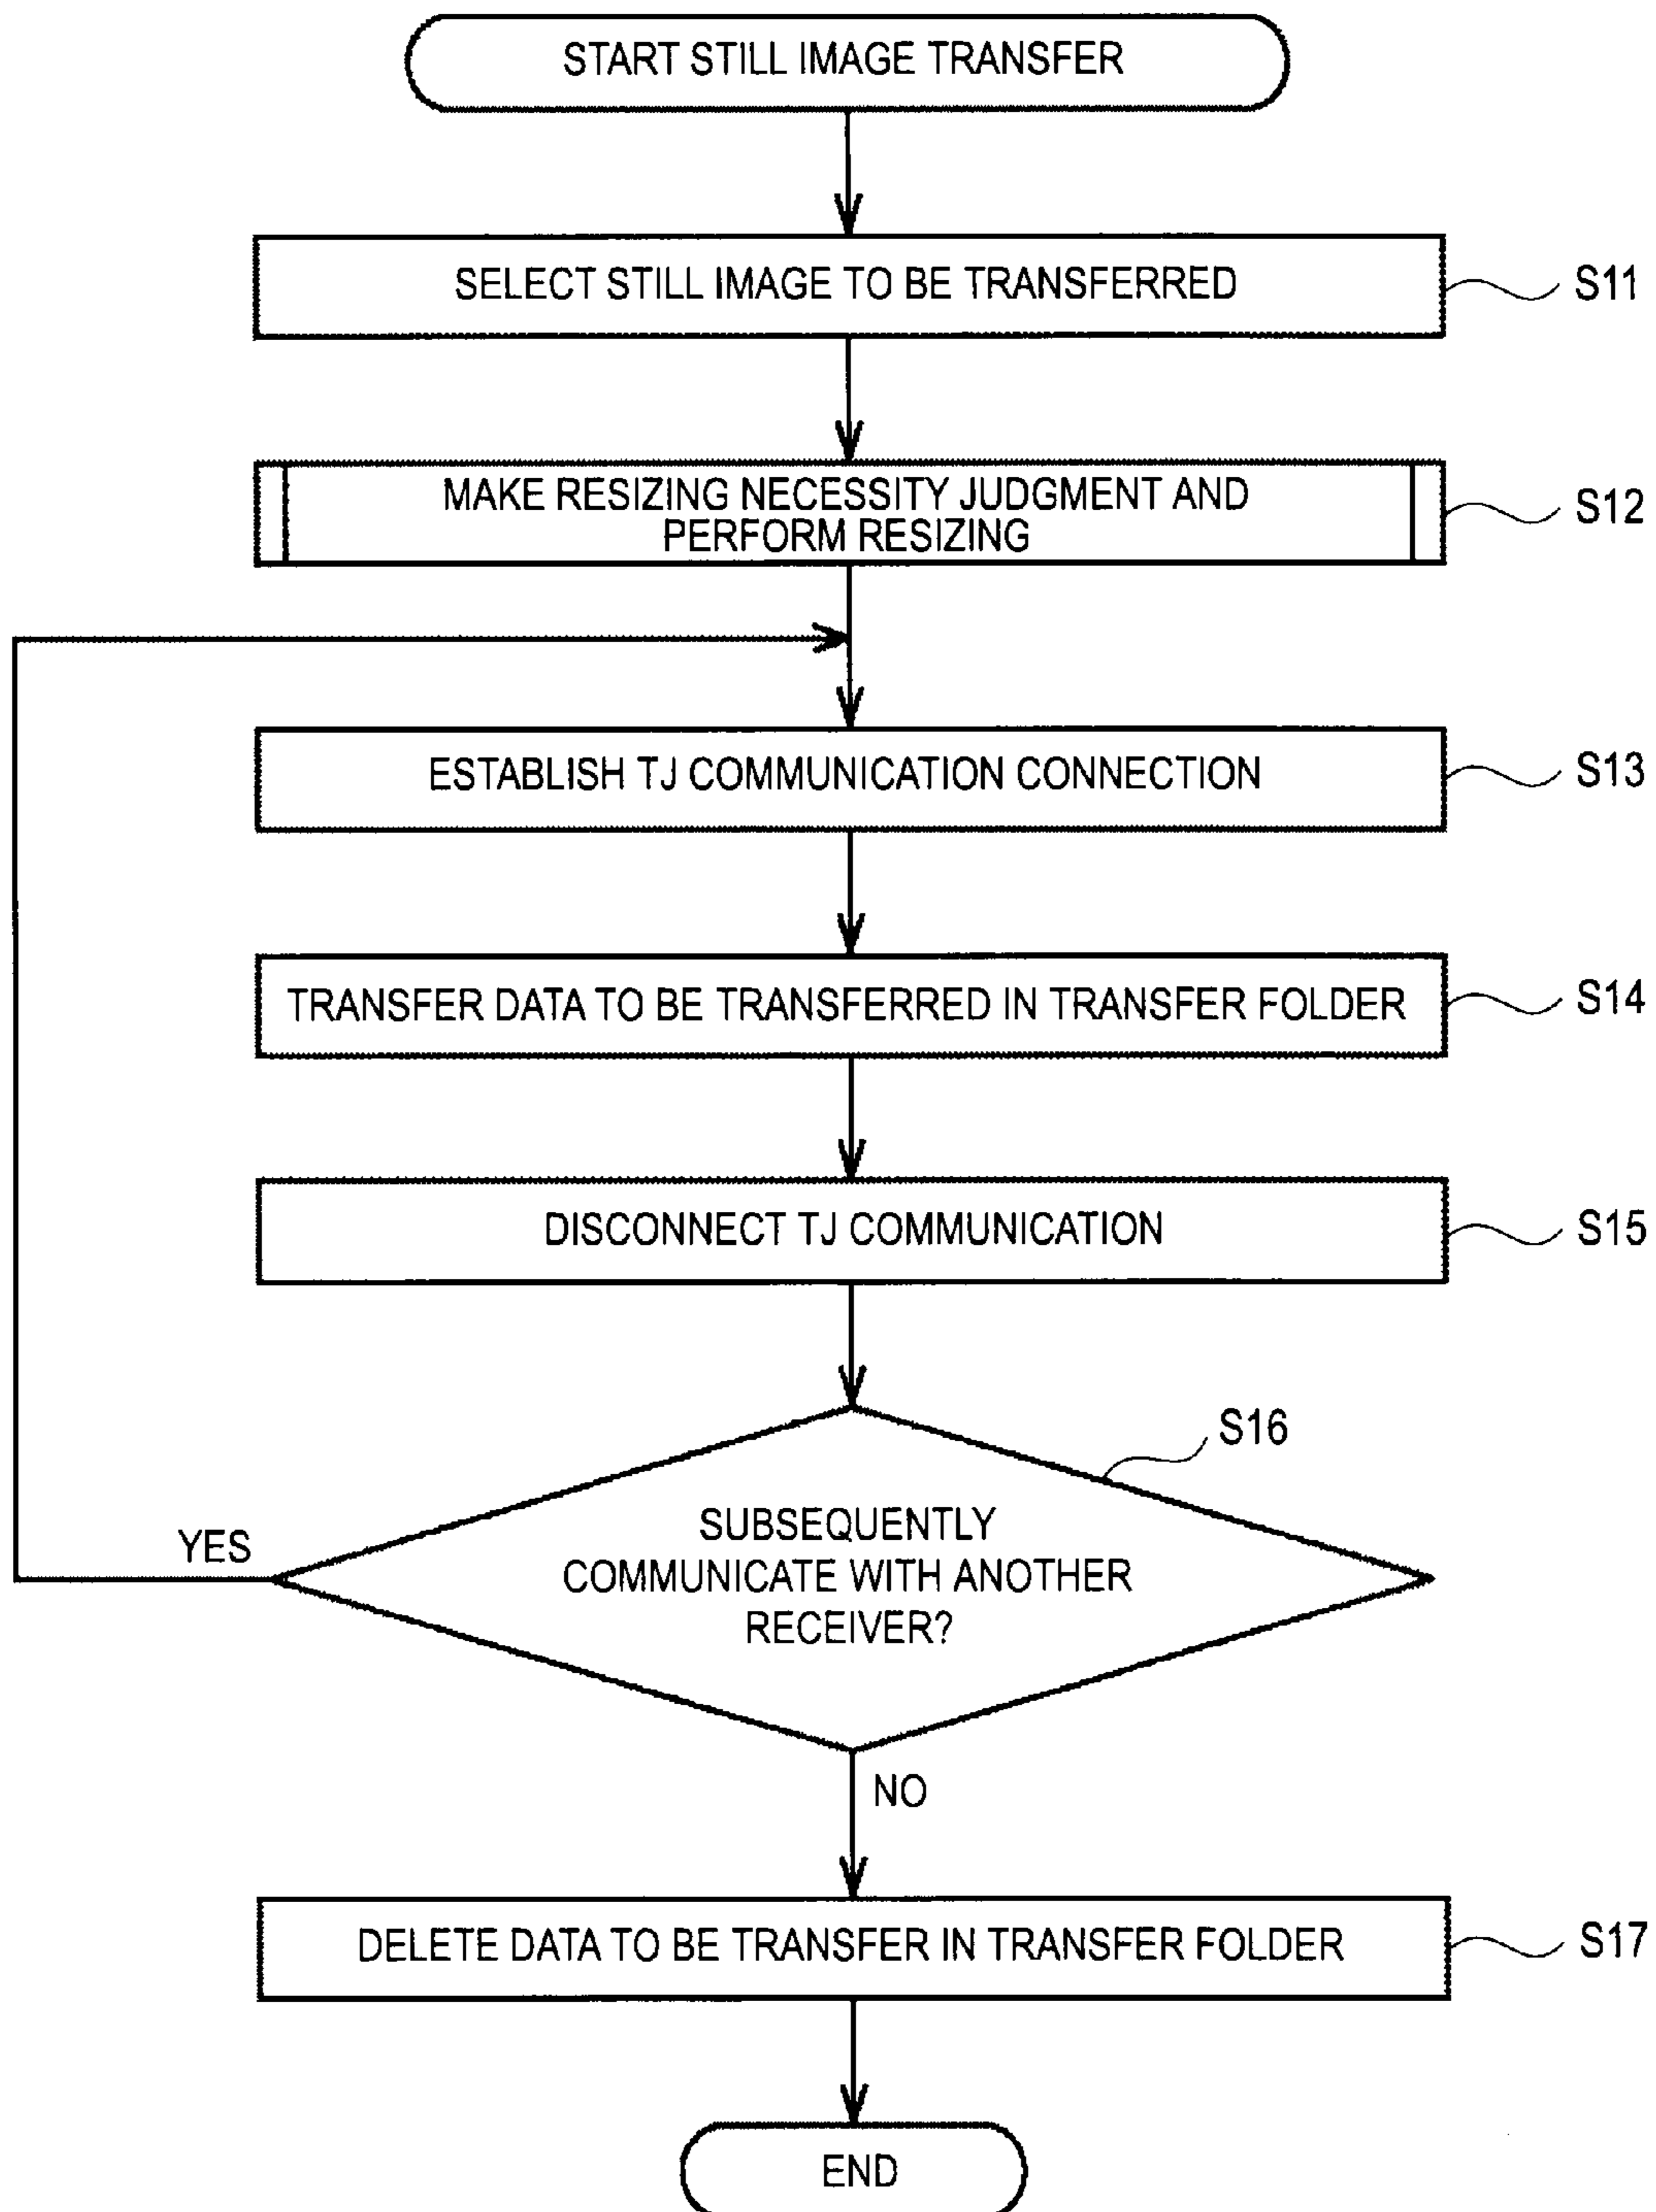 START STILL IMAGE TRANSFER
SELECT STILL IMAGE TO BE TRANSFERRED
S11
MAKE RESIZING NECESSITY JUDGMENT AND
PERFORM RESIZING
S12
ESTABLISH TJ COMMUNICATION CONNECTION
S13
TRANSFER DATA TO BE TRANSFERRED IN TRANSFER FOLDER
S14
DISCONNECT TJ COMMUNICATION
S15
S16
SUBSEQUENTLY
COMMUNICATE WITH ANOTHER
RECEIVER?
YES
NO
DELETE DATA TO BE TRANSFER IN TRANSFER FOLDER
S17
END